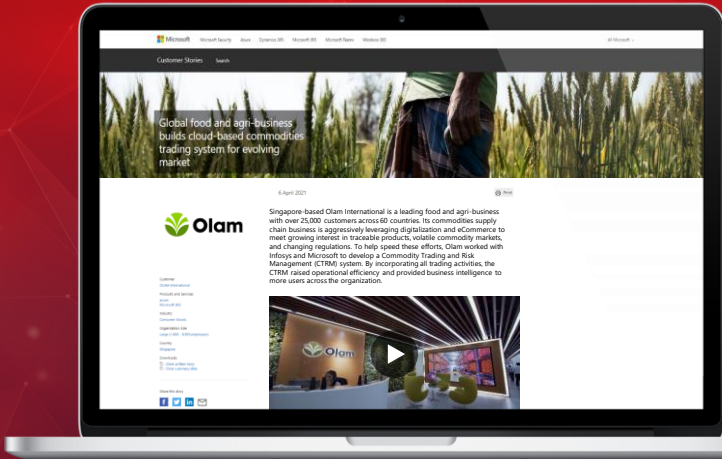 Microsoft Microsoft Security Azure Dynamics 365 Microsoft 365 Microsoft Teams Windows 365 All Microsoft
Customer Stories Search
Global food and agri-business
builds cloud-based commodities
trading system for evolving
market
6 April 2021 Print
Olam
Singapore-based Olam International is a leading food and agri-business
with over 25,000 customers across 60 countries. Its commodities supply
chain business is aggressively leveraging digitalization and eCommerce to
meet growing interest in traceable products, volatile commodity markets,
and changing regulations. To help speed these efforts, Olam worked with
Infosys and Microsoft to develop a Commodity Trading and Risk
Management (CTRM) system. By incorporating all trading activities, the
CTRM raised operational efficiency and provided business intelligence to
more users across the organization.
Customer
Olam International
Products and Services
Azure
Microsoft 365
Industry
Consumer Goods
Organization Size
Country
Singapore
Downloads
Share this story
Olam